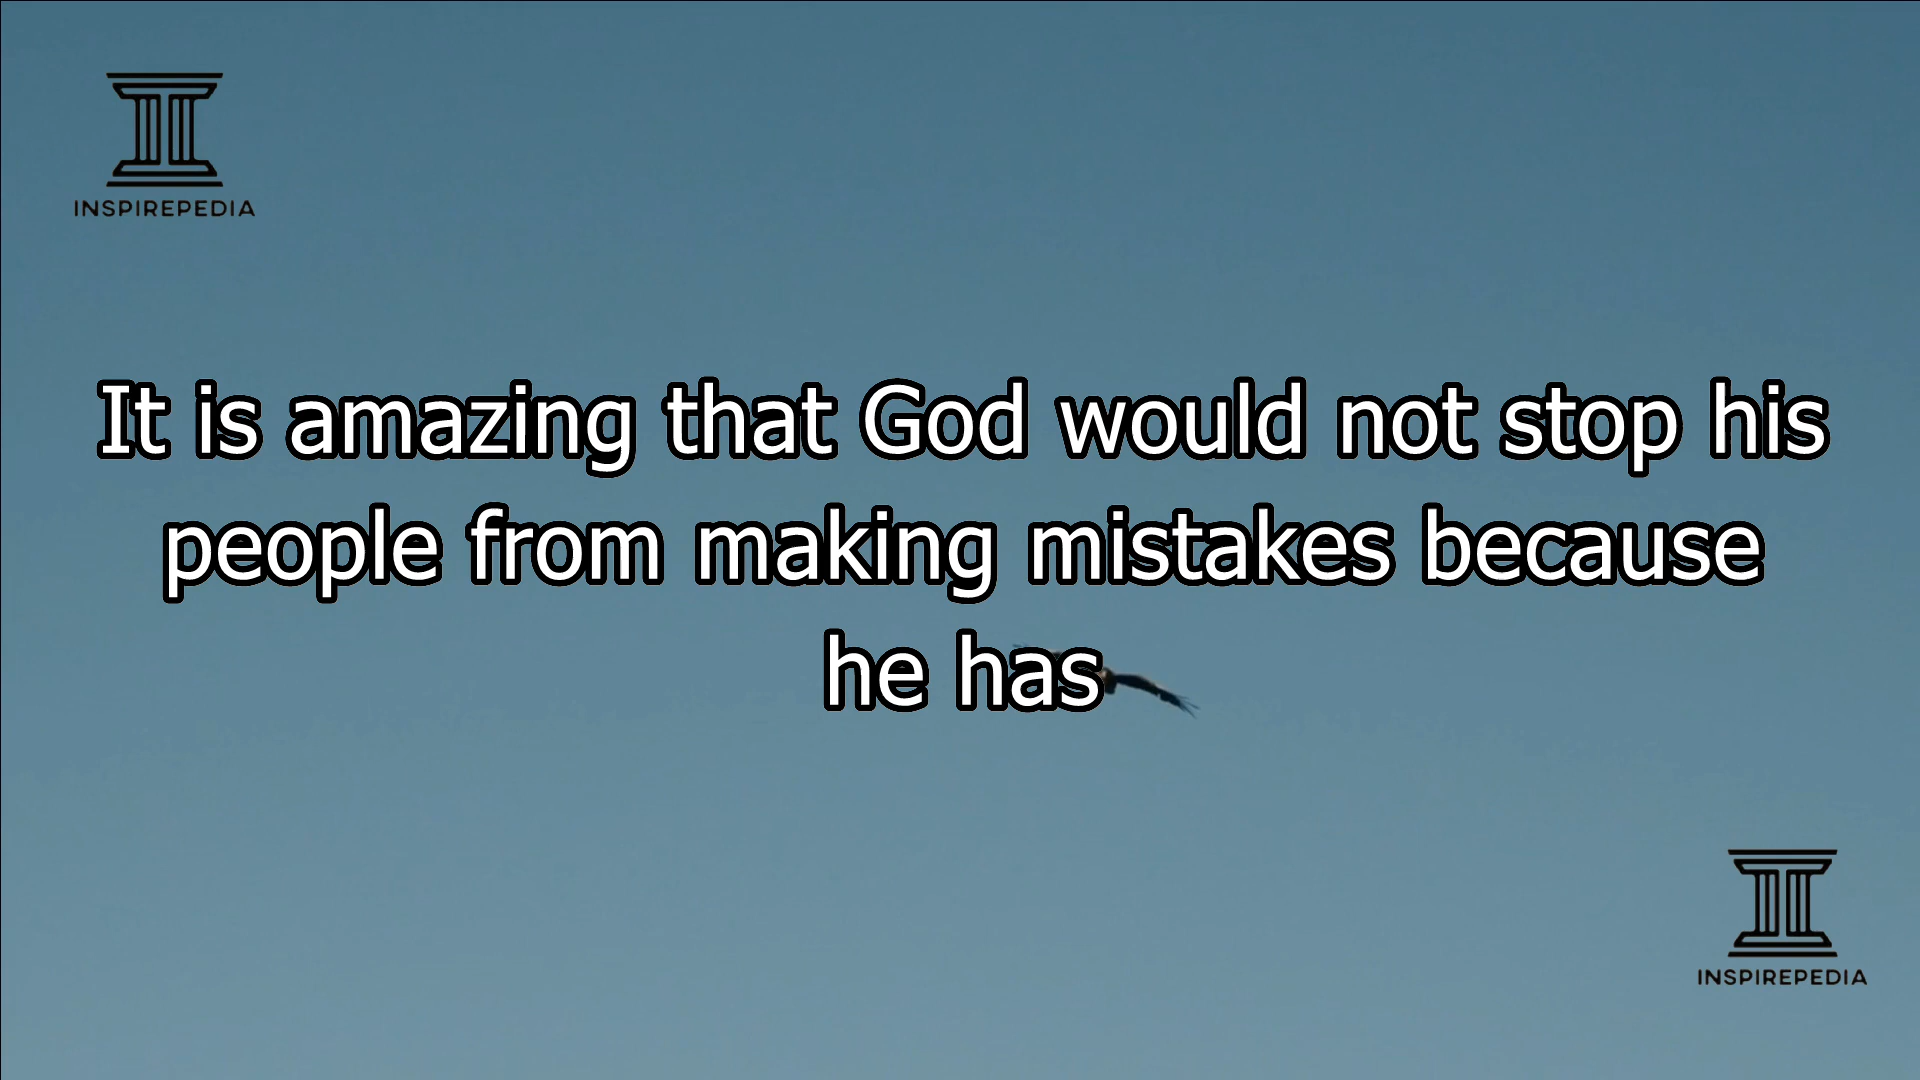 INSPIREPEDIA
It is amazing that God would not stop his
people from making mistakes because
he has
INSPIREPEDIA